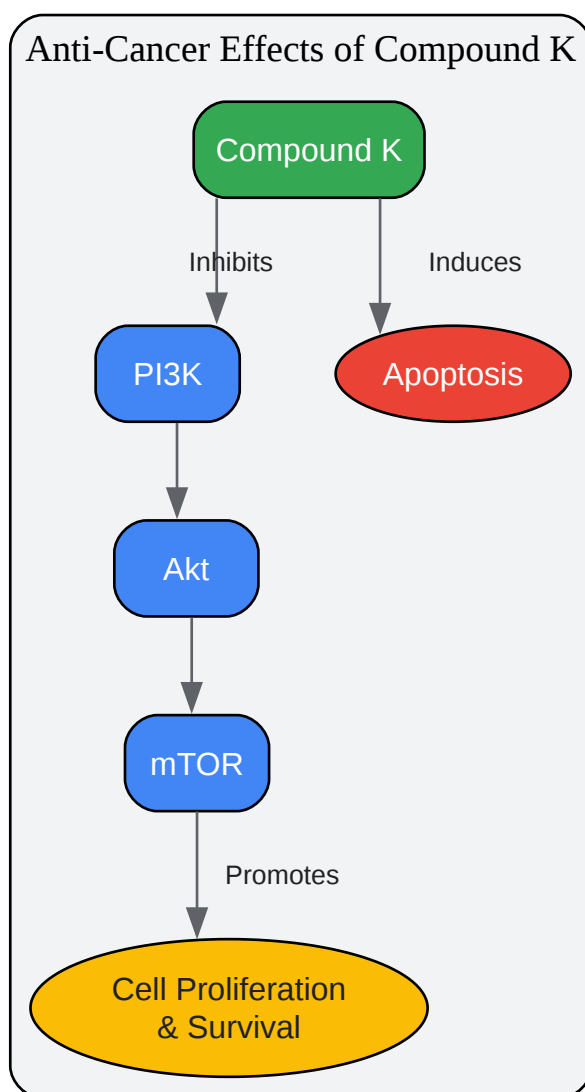 Anti-Cancer Effects of Compound K
Compound K
Inhibits
Induces
PI3K
Apoptosis
Akt
mTOR
Promotes
Cell Proliferation
& Survival